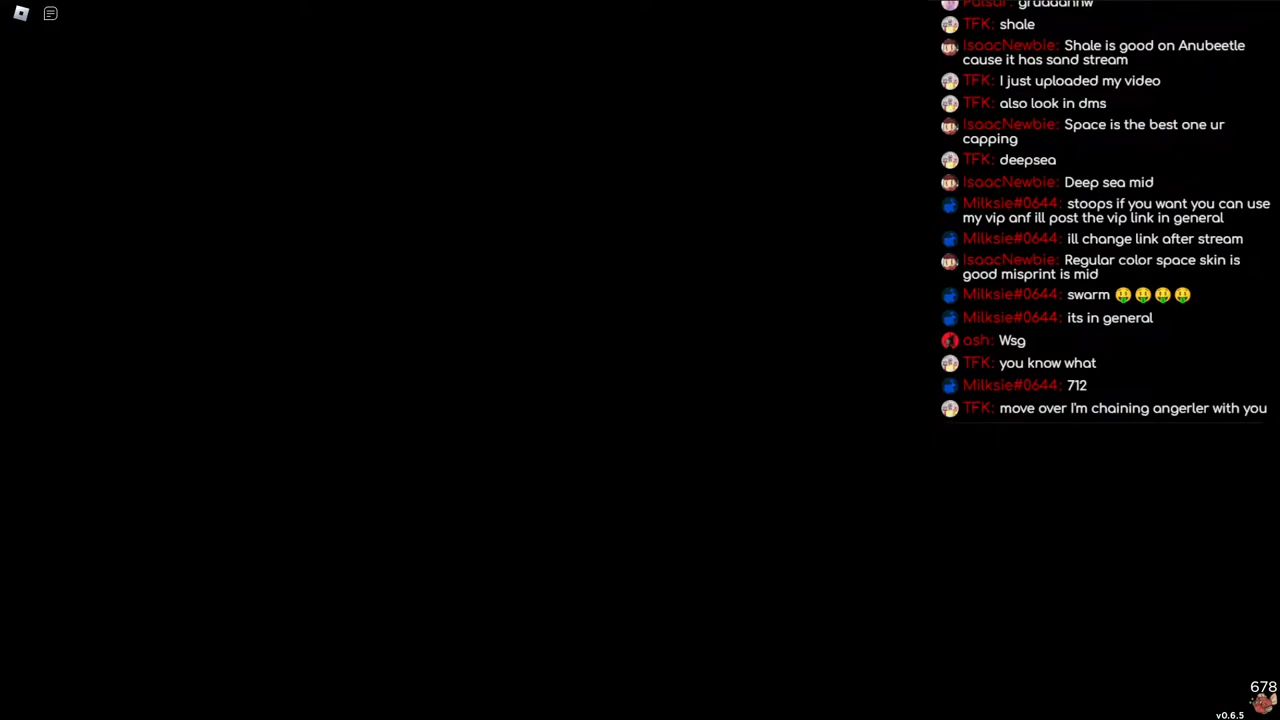 Pulsar: gruaannw
TFK: shale
IsaacNewbie: Shale is good on Anubeetle
cause it has sand stream
TFK: I just uploaded my video
TFK: also look in dms
IsaacNewbie: Space is the best one ur
capping
TFK: deepsea
IsaacNewbie: Deep sea mid
Milksie#0644: stoops if you want you can use
my vip anf ill post the vip link in general
Milksie#0644: ill change link after stream
IsaacNewbie: Regular color space skin is
good misprint is mid
Milksie#0644: swarm 🤑🤑🤑🤑
Milksie#0644: its in general
ash: Wsg
TFK: you know what
Milksie#0644: 712
TFK: move over I'm chaining angerler with you
678
v0.6.5